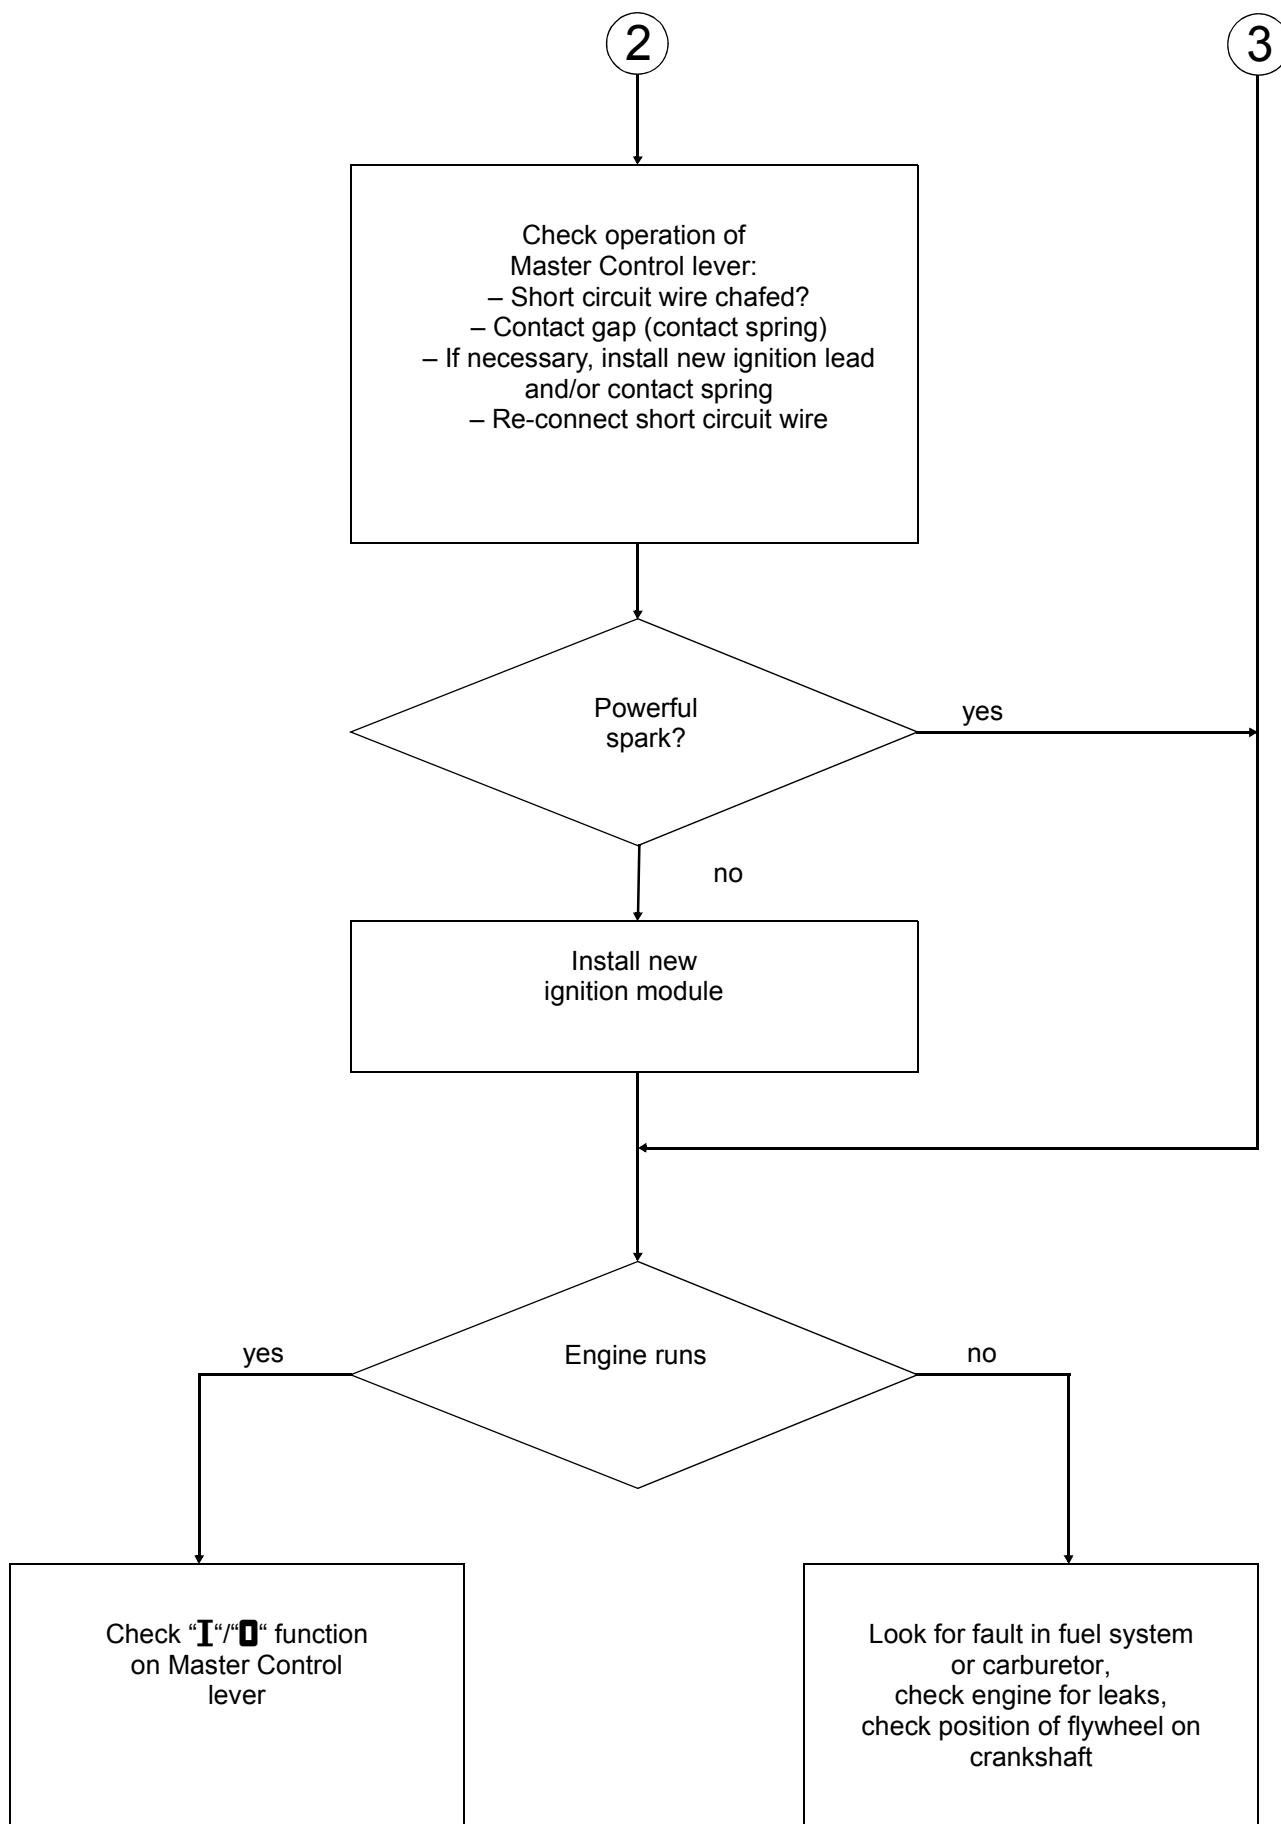 2
3
Check operation of
Master Control lever:
– Short circuit wire chafed?
– Contact gap (contact spring)
– If necessary, install new ignition lead
and/or contact spring
– Re-connect short circuit wire
Powerful
spark?
yes
no
Install new
ignition module
yes
Engine runs
no
Check “I“/“0“ function
on Master Control
lever
Look for fault in fuel system
or carburetor,
check engine for leaks,
check position of flywheel on
crankshaft